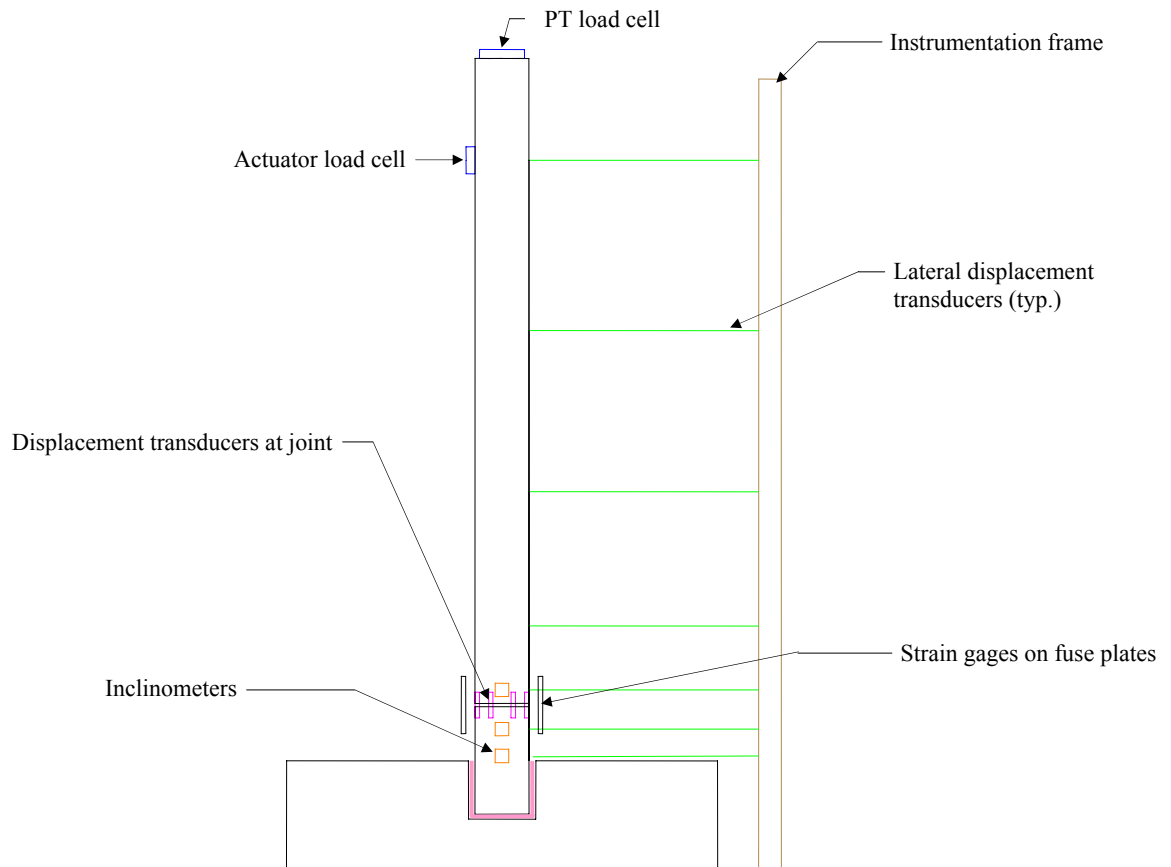 PT load cell
Instrumentation frame
Actuator load cell
Lateral displacement
transducers (typ.)
Displacement transducers at joint
Strain gages on fuse plates
Inclinometers